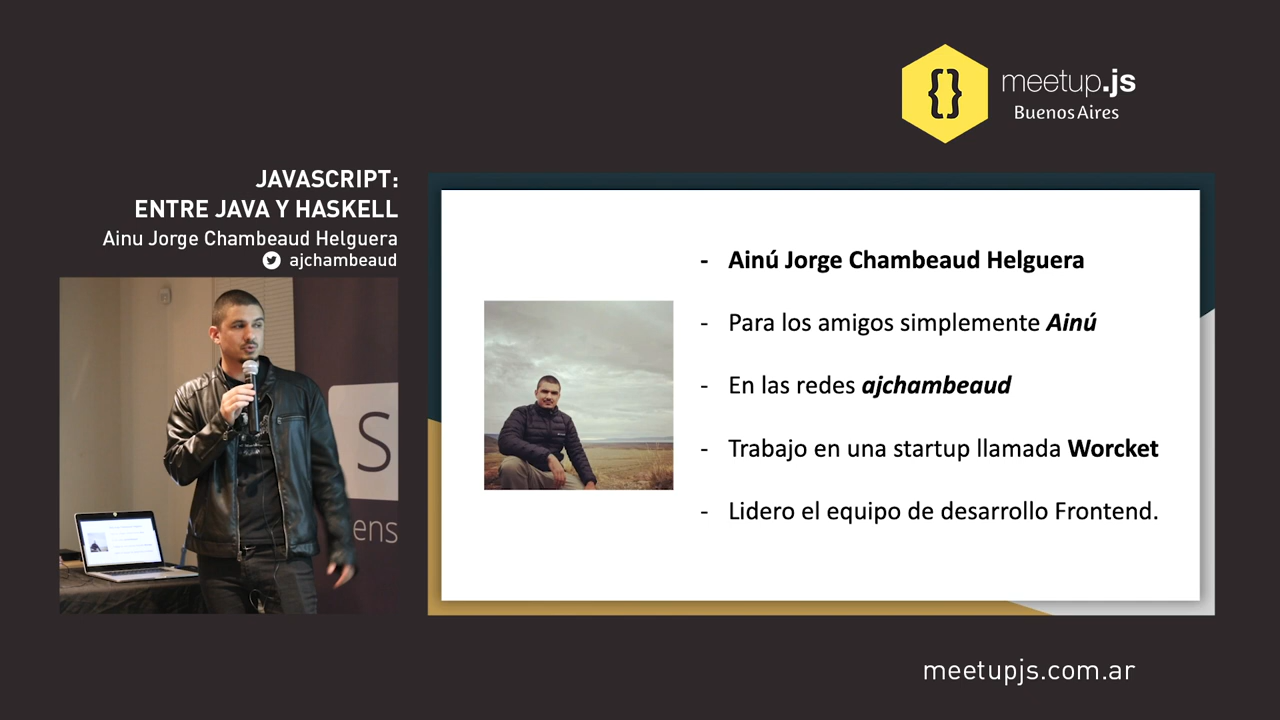 {}
meetup.js
Buenos Aires
JAVASCRIPT:
ENTRE JAVA Y HASKELL
Ainu Jorge Chambeaud Helguera
ajchambeaud
S
ens
- Ainú Jorge Chambeaud Helguera
- Para los amigos simplemente Ainú
- En las redes ajchambeaud
- Trabajo en una startup llamada Worcket
- Lidero el equipo de desarrollo Frontend.
meetupjs.com.ar